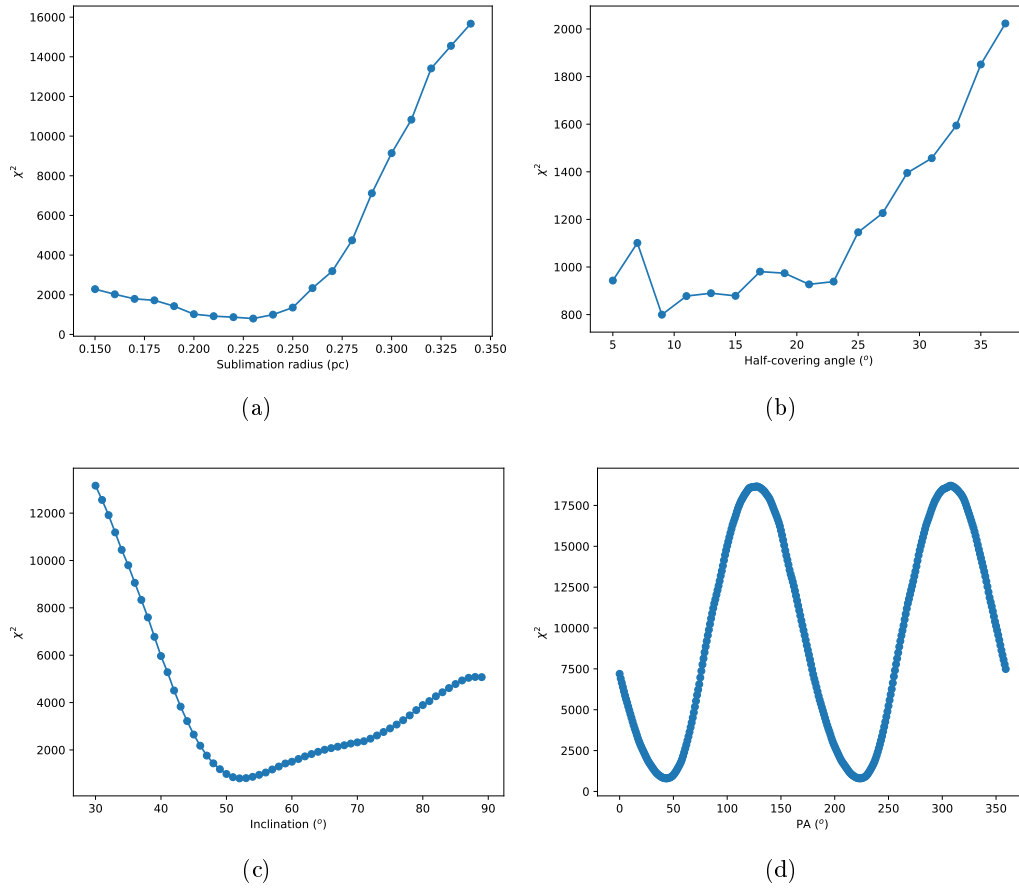 16000
14000
12000
10000
8000
6000
4000
2000
0
χ²
0.150 0.175 0.200 0.225 0.250 0.275 0.300 0.325 0.350
Sublimation radius (pc)
(a)
2000
1800
1600
1400
1200
1000
800
χ²
5 10 15 20 25 30 35
Half-covering angle (°)
(b)
12000
10000
8000
6000
4000
2000
χ²
30 40 50 60 70 80 90
Inclination (°)
(c)
17500
15000
12500
10000
7500
5000
2500
0
χ²
0 50 100 150 200 250 300 350
PA (°)
(d)